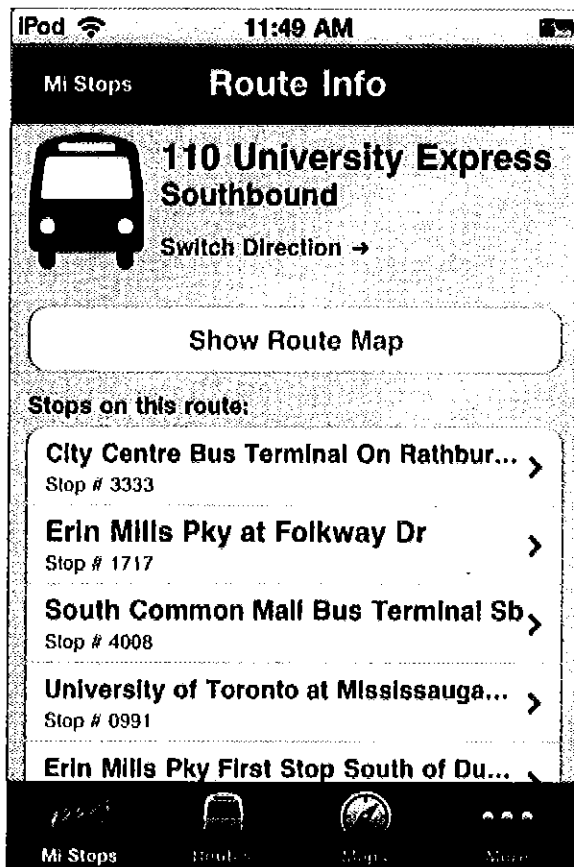 iPod 11:49 AM
Mi Stops Route Info
110 University Express
Southbound
Switch Direction →
Show Route Map
Stops on this route:
City Centre Bus Terminal On Rathbur...
Stop # 3333
Erin Mills Pky at Folkway Dr
Stop # 1717
South Common Mall Bus Terminal Sb
Stop # 4008
University of Toronto at Mississauga...
Stop # 0991
Erin Mills Pky First Stop South of Du...
Mi Stops Routes Maps More